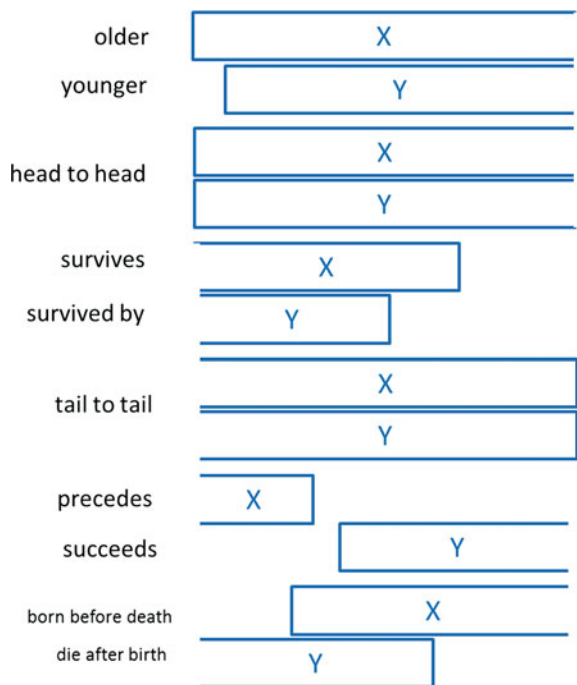 older X
younger Y
X
head to head
Y
survives X
survived by Y
X
tail to tail
Y
precedes X
succeeds Y
born before death X
die after birth Y